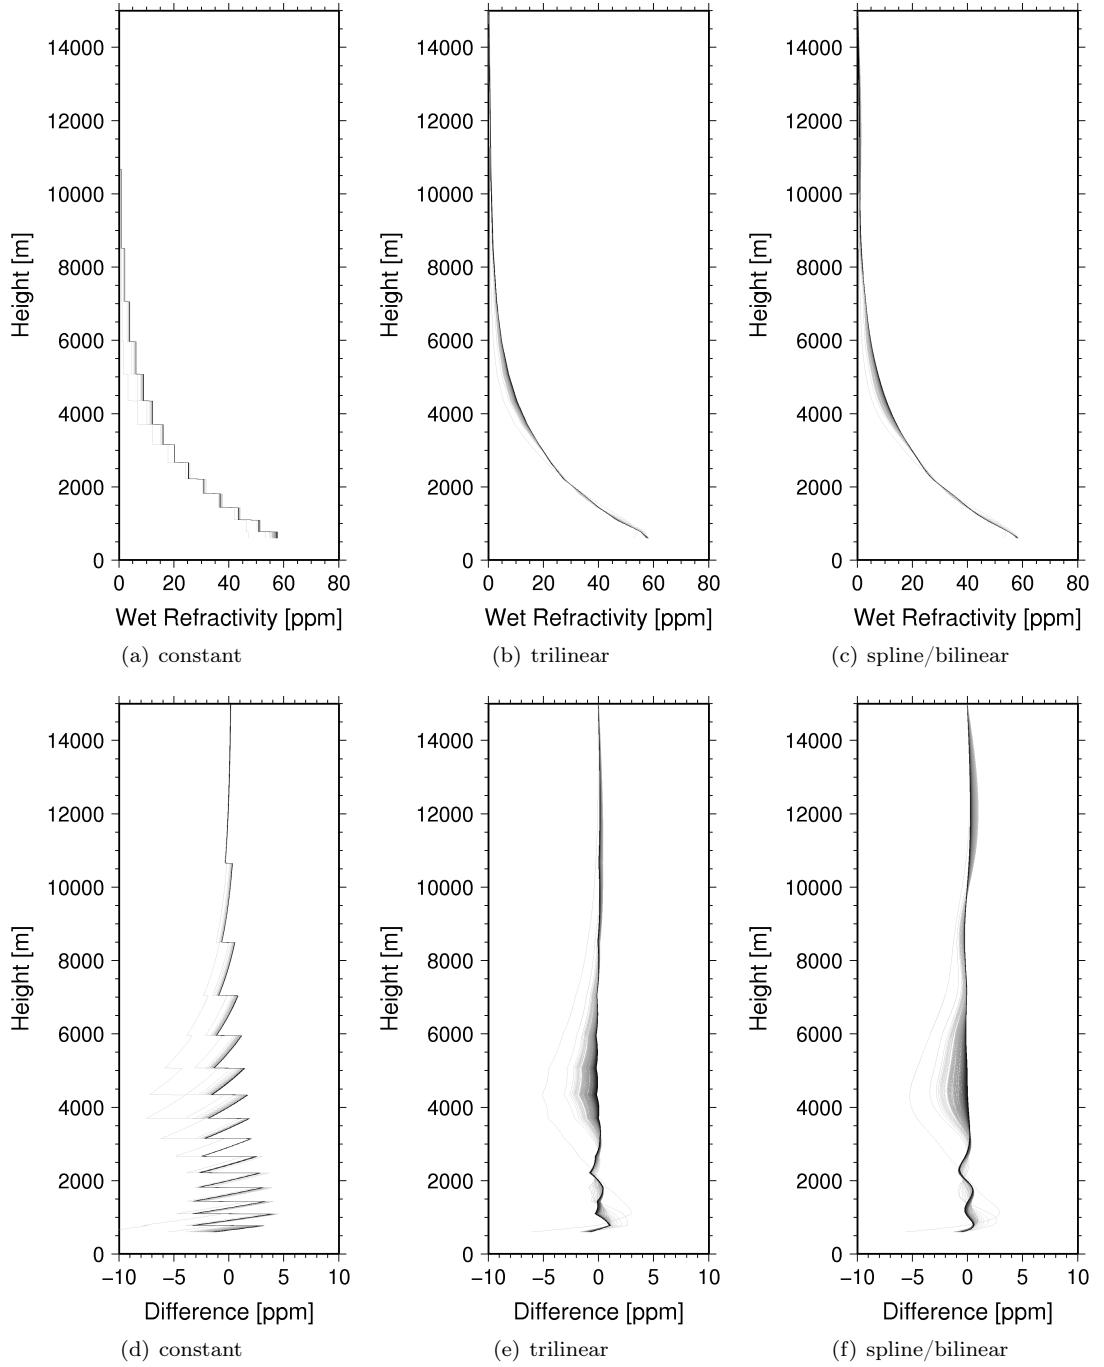 14000
12000
10000
8000
6000
4000
2000
0
Height [m]
0 20 40 60 80
Wet Refractivity [ppm]
(a) constant
14000
12000
10000
8000
6000
4000
2000
0
Height [m]
0 20 40 60 80
Wet Refractivity [ppm]
(b) trilinear
14000
12000
10000
8000
6000
4000
2000
0
Height [m]
0 20 40 60 80
Wet Refractivity [ppm]
(c) spline/bilinear
14000
12000
10000
8000
6000
4000
2000
0
Height [m]
−10 −5 0 5 10
Difference [ppm]
(d) constant
14000
12000
10000
8000
6000
4000
2000
0
Height [m]
−10 −5 0 5 10
Difference [ppm]
(e) trilinear
14000
12000
10000
8000
6000
4000
2000
0
Height [m]
−10 −5 0 5 10
Difference [ppm]
(f) spline/bilinear